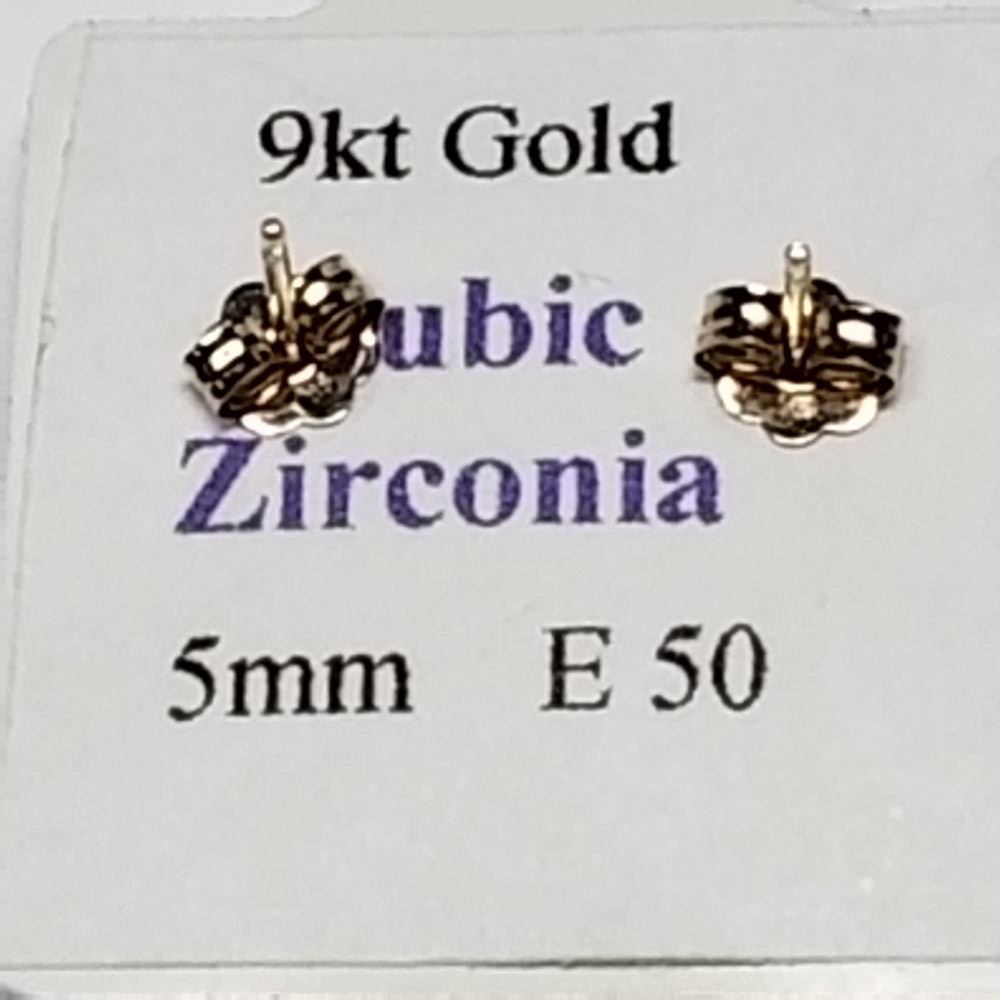 9kt Gold
ubic
Zirconia
5mm E 50